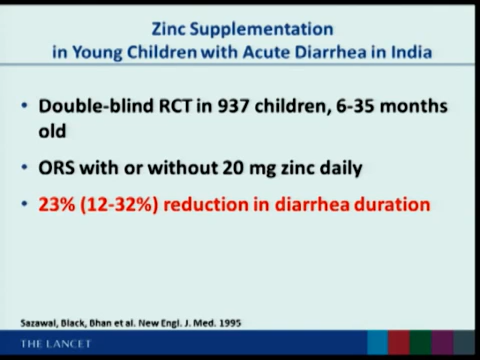 Zinc Supplementation
in Young Children with Acute Diarrhea in India
• Double-blind RCT in 937 children, 6-35 months
old
• ORS with or without 20 mg zinc daily
• 23% (12-32%) reduction in diarrhea duration
Sazawal, Black, Bhan et al. New Engl. J. Med. 1995
THE LANCET